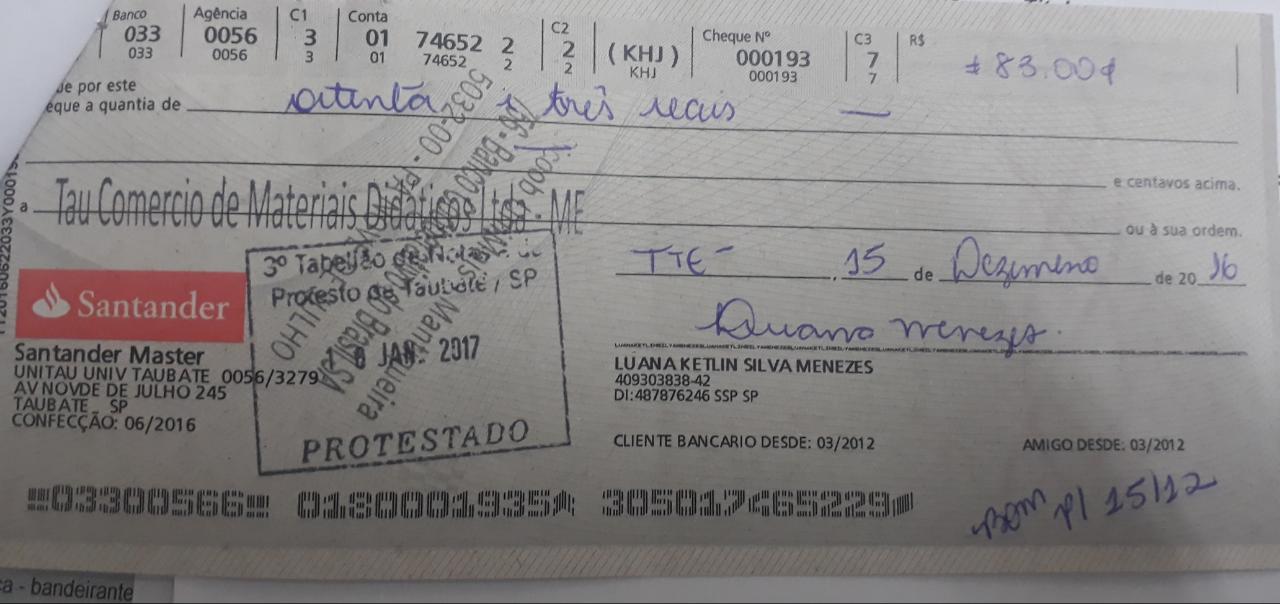 Banco Agência C1 Conta C2 Cheque Nº C3 R$
033 0056 3 01 74652 2 2 (KHJ) 000193 7 # 83.00 #
033 0056 3 01 74652 2 2 KHJ 000193 7
ue por este
eque a quantia de oitenta e três reais —
e centavos acima.
a Tau Comercio de Materiais Didáticos Ltda - ME
ou à sua ordem.
TTE- , 15 de Dezembro de 20 16
3º Tabelião de
Protesto de Taubaté / SP
JAN. 2017
PROTESTADO
Santander
Luana Menezes
Santander Master
UNITAU UNIV TAUBATE 0056/3279
AV NOVDE DE JULHO 245
TAUBATE SP
CONFECÇÃO: 06/2016
LUANA KETLIN SILVA MENEZES
409303838-42
DI:487876246 SSP SP
CLIENTE BANCARIO DESDE: 03/2012 AMIGO DESDE: 03/2012
Bom p/ 15/12
03300566 0180001935 305017465229
a - bandeirante